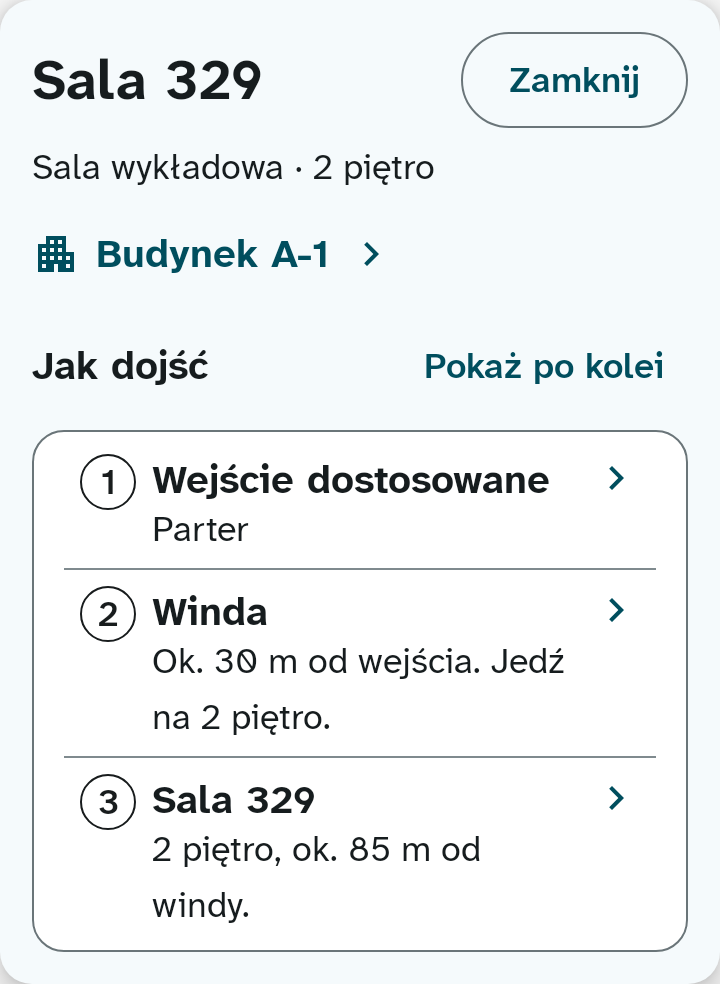 Sala 329
Zamknij
Sala wykładowa · 2 piętro
Budynek A-1
Jak dojść
Pokaż po kolei
1 Wejście dostosowane
Parter
2 Winda
Ok. 30 m od wejścia. Jedź
na 2 piętro.
3 Sala 329
2 piętro, ok. 85 m od
windy.